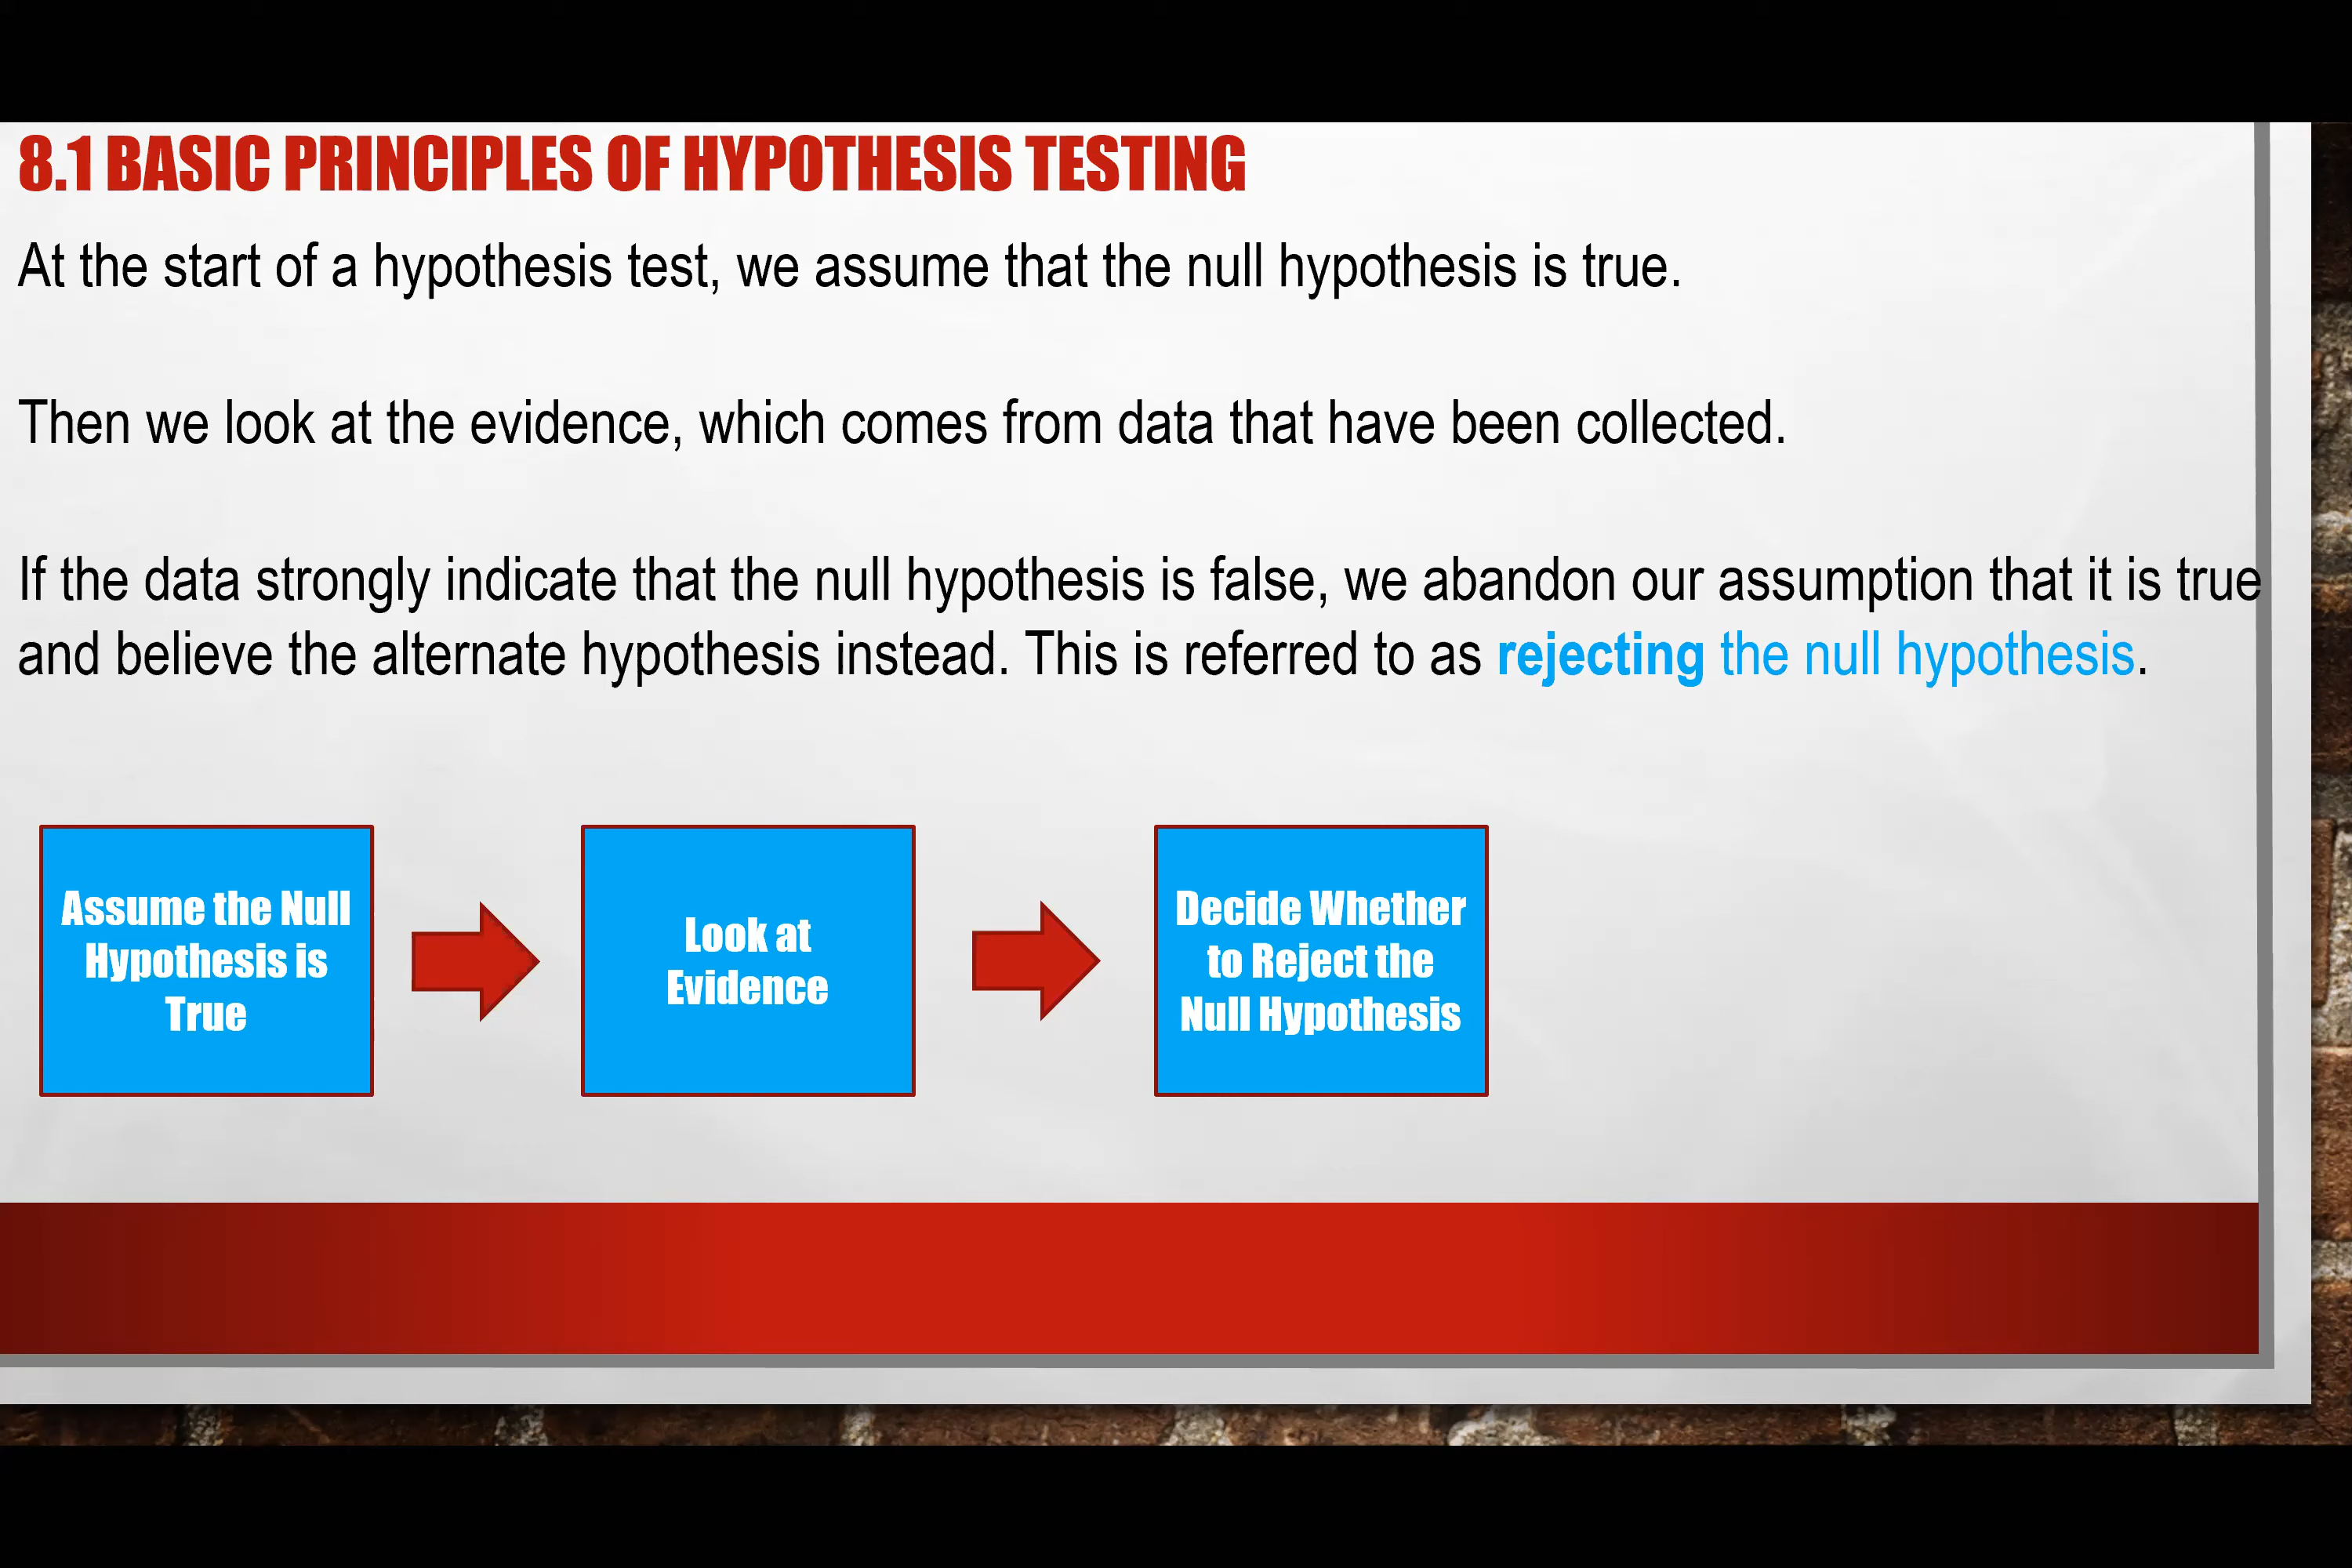 8.1 BASIC PRINCIPLES OF HYPOTHESIS TESTING
At the start of a hypothesis test, we assume that the null hypothesis is true.
Then we look at the evidence, which comes from data that have been collected.
If the data strongly indicate that the null hypothesis is false, we abandon our assumption that it is true
and believe the alternate hypothesis instead. This is referred to as rejecting the null hypothesis.
Assume the Null
Hypothesis is
True
Look at
Evidence
Decide Whether
to Reject the
Null Hypothesis